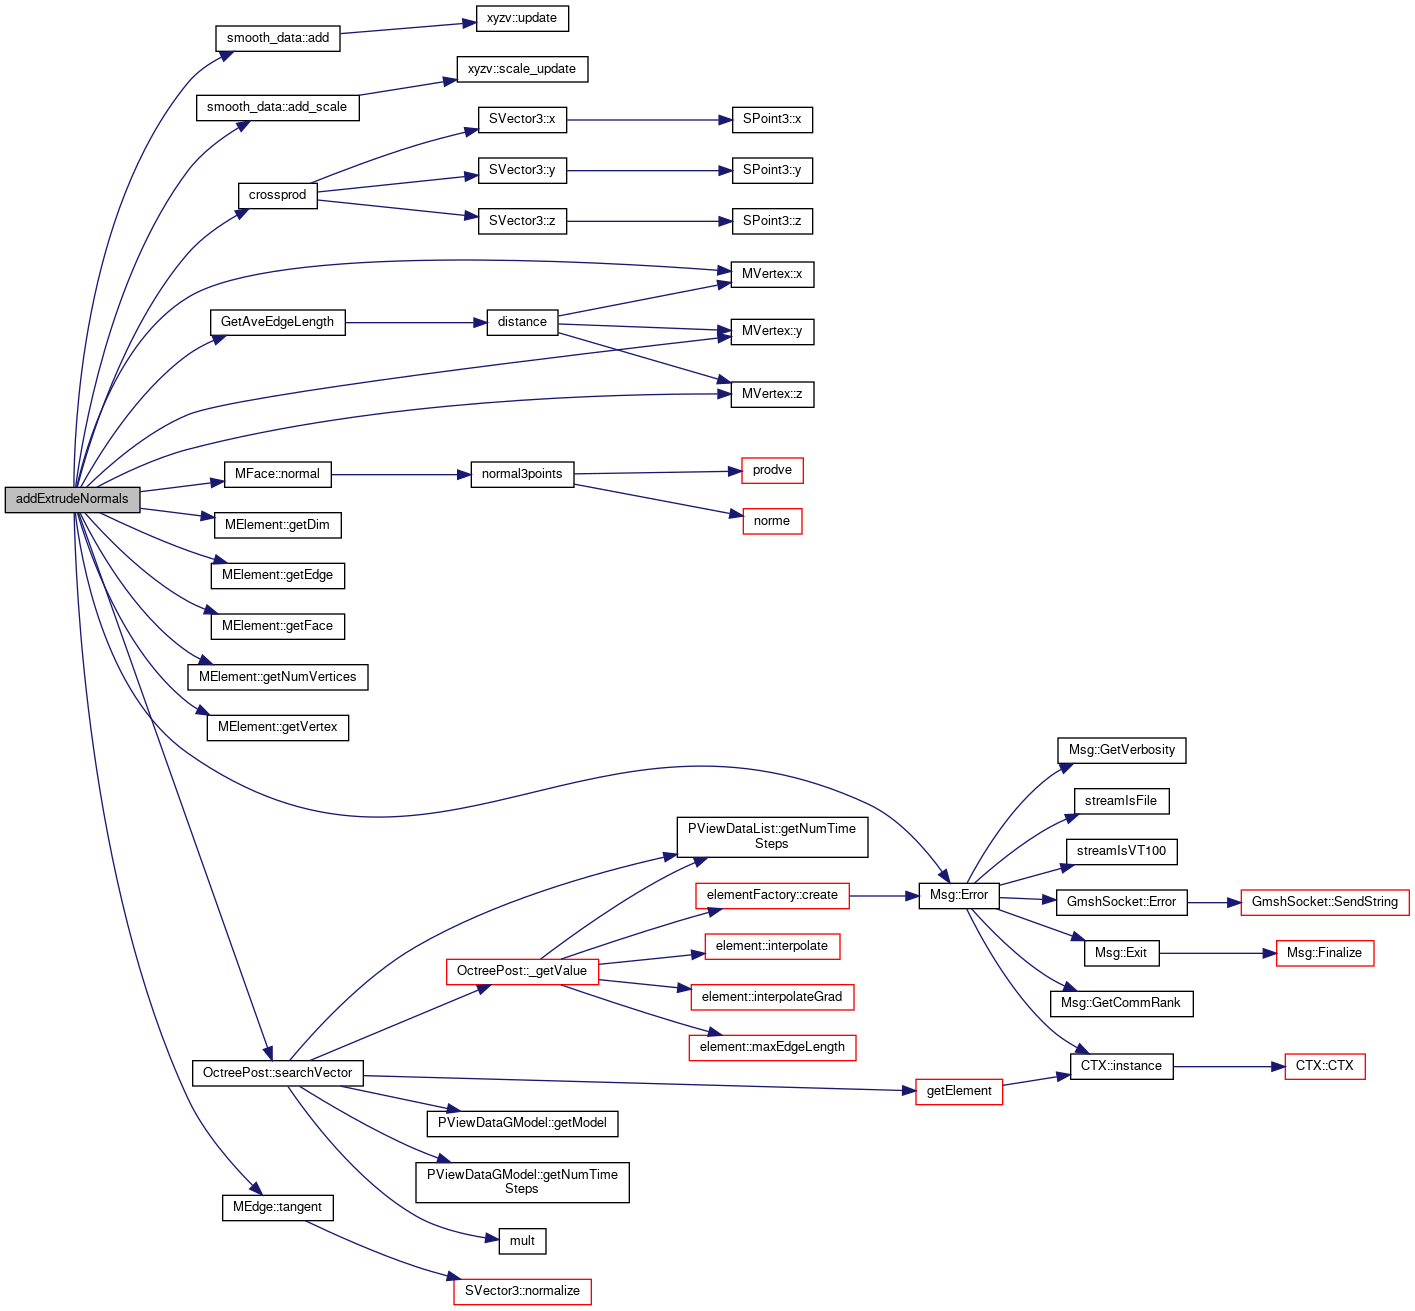 xyzv::update
smooth_data::add
xyzv::scale_update
smooth_data::add_scale
SVector3::x
SPoint3::x
SVector3::y
SPoint3::y
crossprod
SVector3::z
SPoint3::z
MVertex::x
GetAveEdgeLength
distance
MVertex::y
MVertex::z
MFace::normal
normal3points
prodve
addExtrudeNormals
norme
MElement::getDim
MElement::getEdge
MElement::getFace
MElement::getNumVertices
MElement::getVertex
Msg::GetVerbosity
streamIsFile
PViewDataList::getNumTime
Steps
streamIsVT100
elementFactory::create
Msg::Error
GmshSocket::Error
GmshSocket::SendString
element::interpolate
Msg::Exit
Msg::Finalize
OctreePost::_getValue
element::interpolateGrad
Msg::GetCommRank
element::maxEdgeLength
OctreePost::searchVector
CTX::instance
CTX::CTX
getElement
PViewDataGModel::getModel
PViewDataGModel::getNumTime
Steps
MEdge::tangent
mult
SVector3::normalize